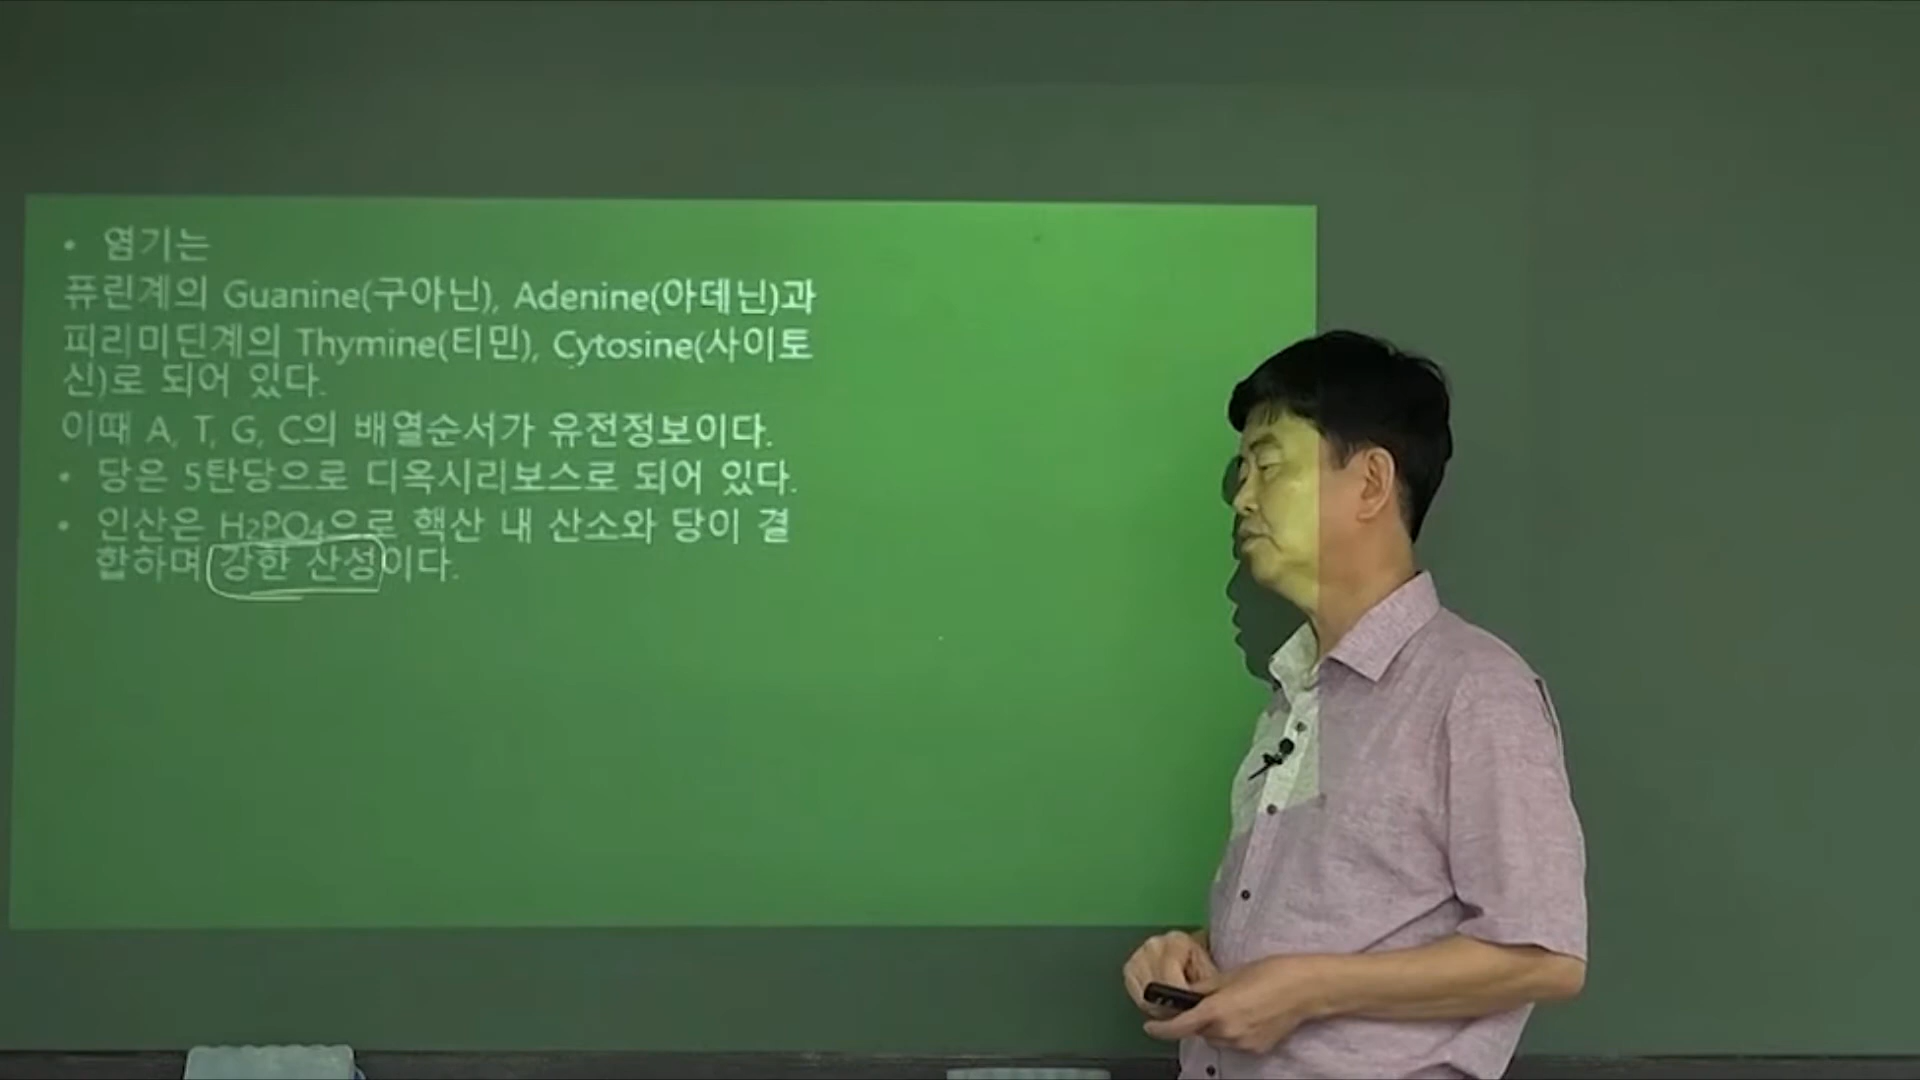 • 염기는
퓨린계의 Guanine(구아닌), Adenine(아데닌)과
피리미딘계의 Thymine(티민), Cytosine(사이토
신)로 되어 있다.
이때 A, T, G, C의 배열순서가 유전정보이다.
• 당은 5탄당으로 디옥시리보스로 되어 있다.
• 인산은 H₂PO₄으로 핵산 내 산소와 당이 결
합하며 강한 산성이다.